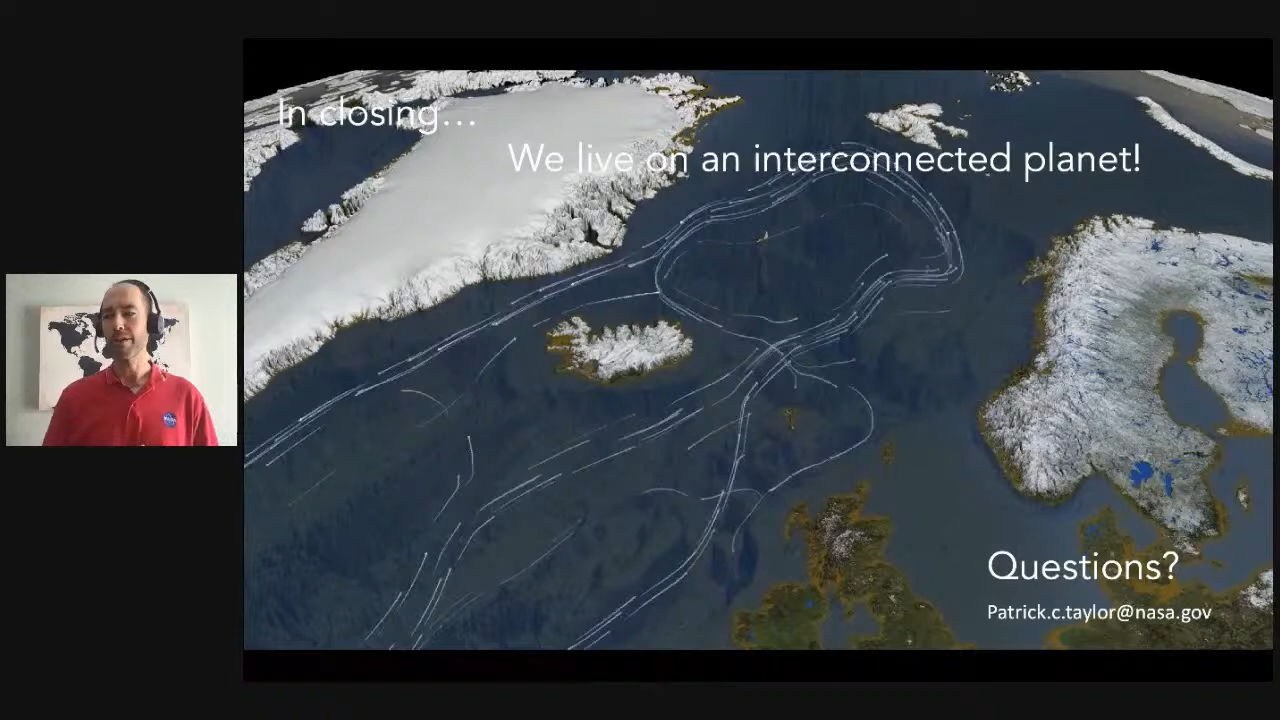 In closing...
We live on an interconnected planet!
Questions?
Patrick.c.taylor@nasa.gov